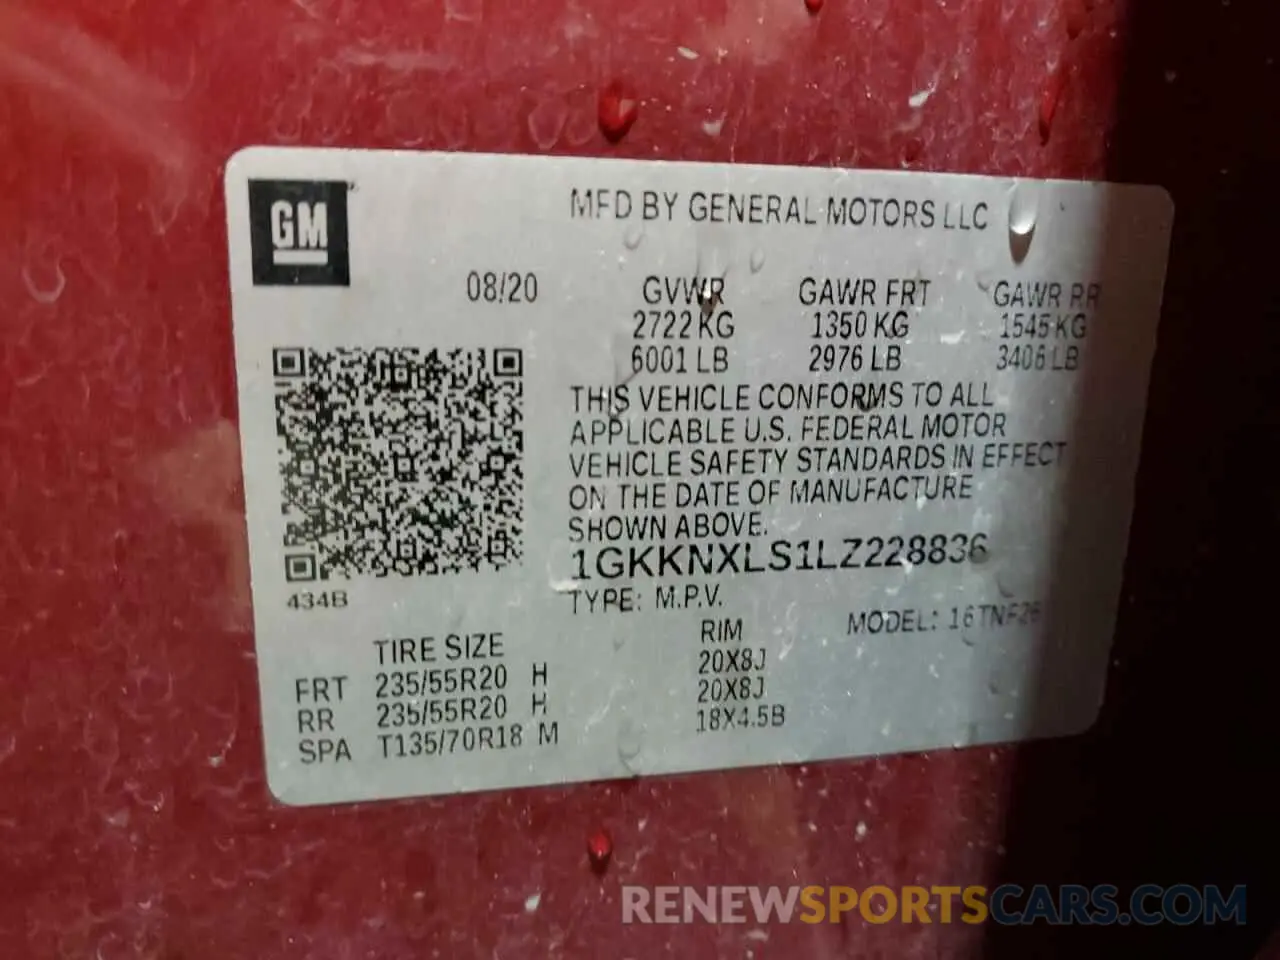 GM
MFD BY GENERAL MOTORS LLC
08/20
GVWR GAWR FRT GAWR RR
2722 KG 1350 KG 1545 KG
6001 LB 2976 LB 3406 LB
THIS VEHICLE CONFORMS TO ALL
APPLICABLE U.S. FEDERAL MOTOR
VEHICLE SAFETY STANDARDS IN EFFECT
ON THE DATE OF MANUFACTURE
SHOWN ABOVE.
1GKKNXLS1LZ228836
434B
TYPE: M.P.V. MODEL: 16TNF26
TIRE SIZE RIM
FRT 235/55R20 H 20X8J
RR 235/55R20 H 20X8J
SPA T135/70R18 M 18X4.5B
RENEWSPORTSCARS.COM